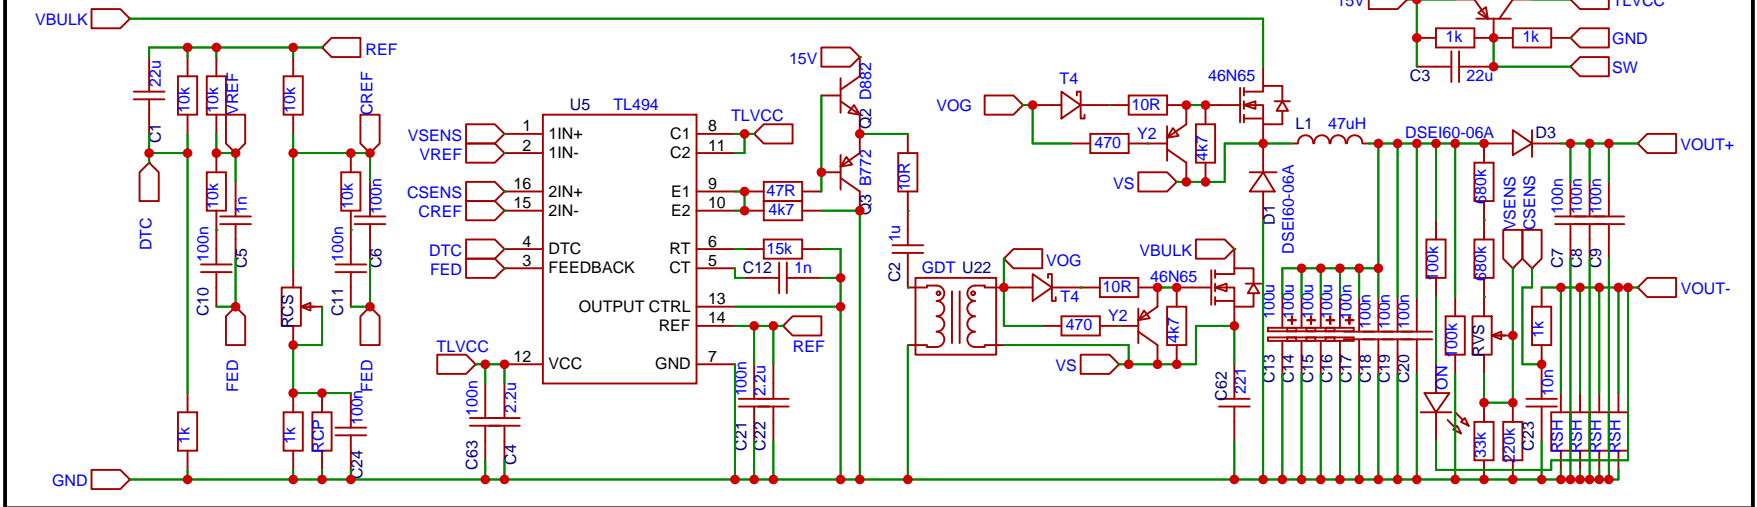 VBULK
REF
22u
C1
10k
10k
VREF
10k
CREF
DTC
10k
1n
100n
C5
C10
FED
10k
100n
100n
C6
C11
FED
RCS
1k
1k
RCP
100n
C24
GND
U5 TL494
VSENS 1 1IN+
VREF 2 1IN-
CSENS 16 2IN+
CREF 15 2IN-
DTC 4 DTC
FED 3 FEEDBACK
TLVCC 12 VCC
C1 8 TLVCC
C2 11
E1 9 47R
E2 10 4k7
RT 6 15k
CT 5 C12 1n
OUTPUT CTRL 13
REF 14 REF
GND 7
100n
2.2u
C63
C4
100n
2.2u
C21
C22
15V
D882
Q2
B772
Q3
10R
1u
C2
GDT U22
VOG
T4
10R
470
Y2
4k7
VS
46N65
VOG
T4
10R
470
Y2
4k7
VS
VBULK
46N65
C62
221
D1
DSEI60-06A
L1 47uH
DSEI60-06A D3
VOUT+
VOUT-
100u
100u
100u
100u
100n
100n
100n
100n
C13
C14
C15
C16
C17
C18
C19
C20
100k
ON
100k
680k
680k
RVS
33k
220k
VSENS
CSENS
1k
10n
C23
100n
100n
100n
C7
C8
C9
RSH
RSH
RSH
RSH
15V
TLVCC
1k
1k
GND
C3 22u
SW